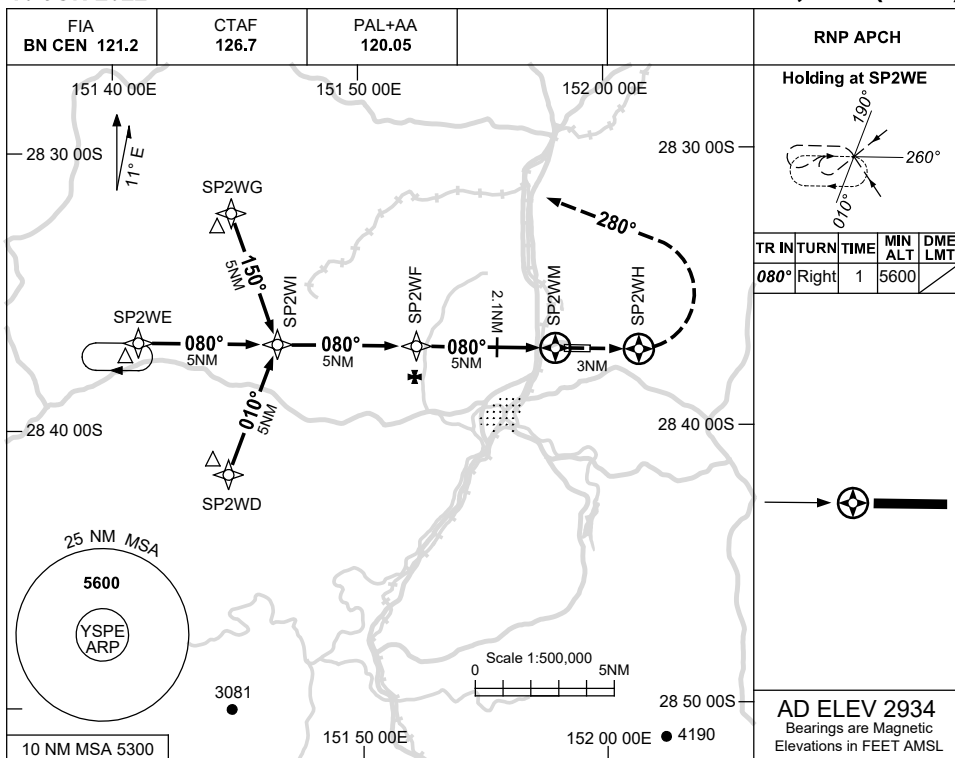 FIA
BN CEN 121.2
CTAF
126.7
PAL+AA
120.05
RNP APCH
151 40 00E
151 50 00E
152 00 00E
28 30 00S
28 30 00S
11° E
Holding at SP2WE
190°
260°
010°
TR IN TURN TIME MIN ALT DME LMT
080° Right 1 5600
SP2WG
150°
5NM
SP2WI
SP2WF
2.1NM
SP2WM
SP2WH
280°
SP2WE
080°
5NM
080°
5NM
080°
5NM
3NM
010°
5NM
28 40 00S
28 40 00S
SP2WD
25 NM MSA
5600
YSPE
ARP
Scale 1:500,000
0 5NM
3081
28 50 00S
4190
151 50 00E
152 00 00E
10 NM MSA 5300
AD ELEV 2934
Bearings are Magnetic
Elevations in FEET AMSL